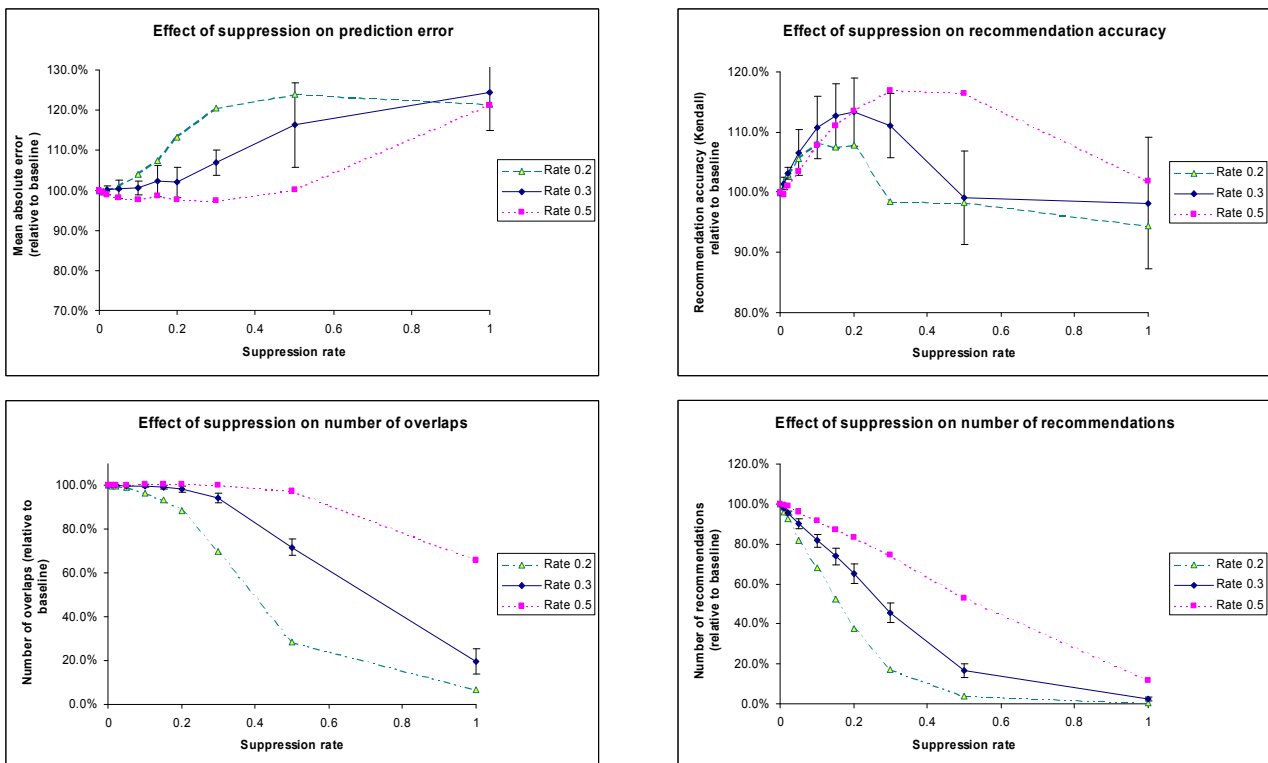 Effect of suppression on prediction error
130.0%
120.0%
110.0%
100.0%
90.0%
80.0%
70.0%
0
0.2
0.4
0.6
0.8
1
Suppression rate
Mean absolute error
(relative to baseline )
Rate 0.2
Rate 0.3
Rate 0.5
Effect of suppression on recommendation accuracy
120.0%
110.0%
100.0%
90.0%
80.0%
0
0.2
0.4
0.6
0.8
1
Suppression rate
Recommendation accuracy (Kendall)
relative to baseline
Rate 0.2
Rate 0.3
Rate 0.5
Effect of suppression on number of overlaps
100.0%
80.0%
60.0%
40.0%
20.0%
0.0%
0
0.2
0.4
0.6
0.8
1
Suppression rate
Number of overlaps (relative to
baseline)
Rate 0.2
Rate 0.3
Rate 0.5
Effect of suppression on number of recommendations
120.0%
100.0%
80.0%
60.0%
40.0%
20.0%
0.0%
0
0.2
0.4
0.6
0.8
1
Suppression rate
Number of recommendations
(relative to baseline)
Rate 0.2
Rate 0.3
Rate 0.5